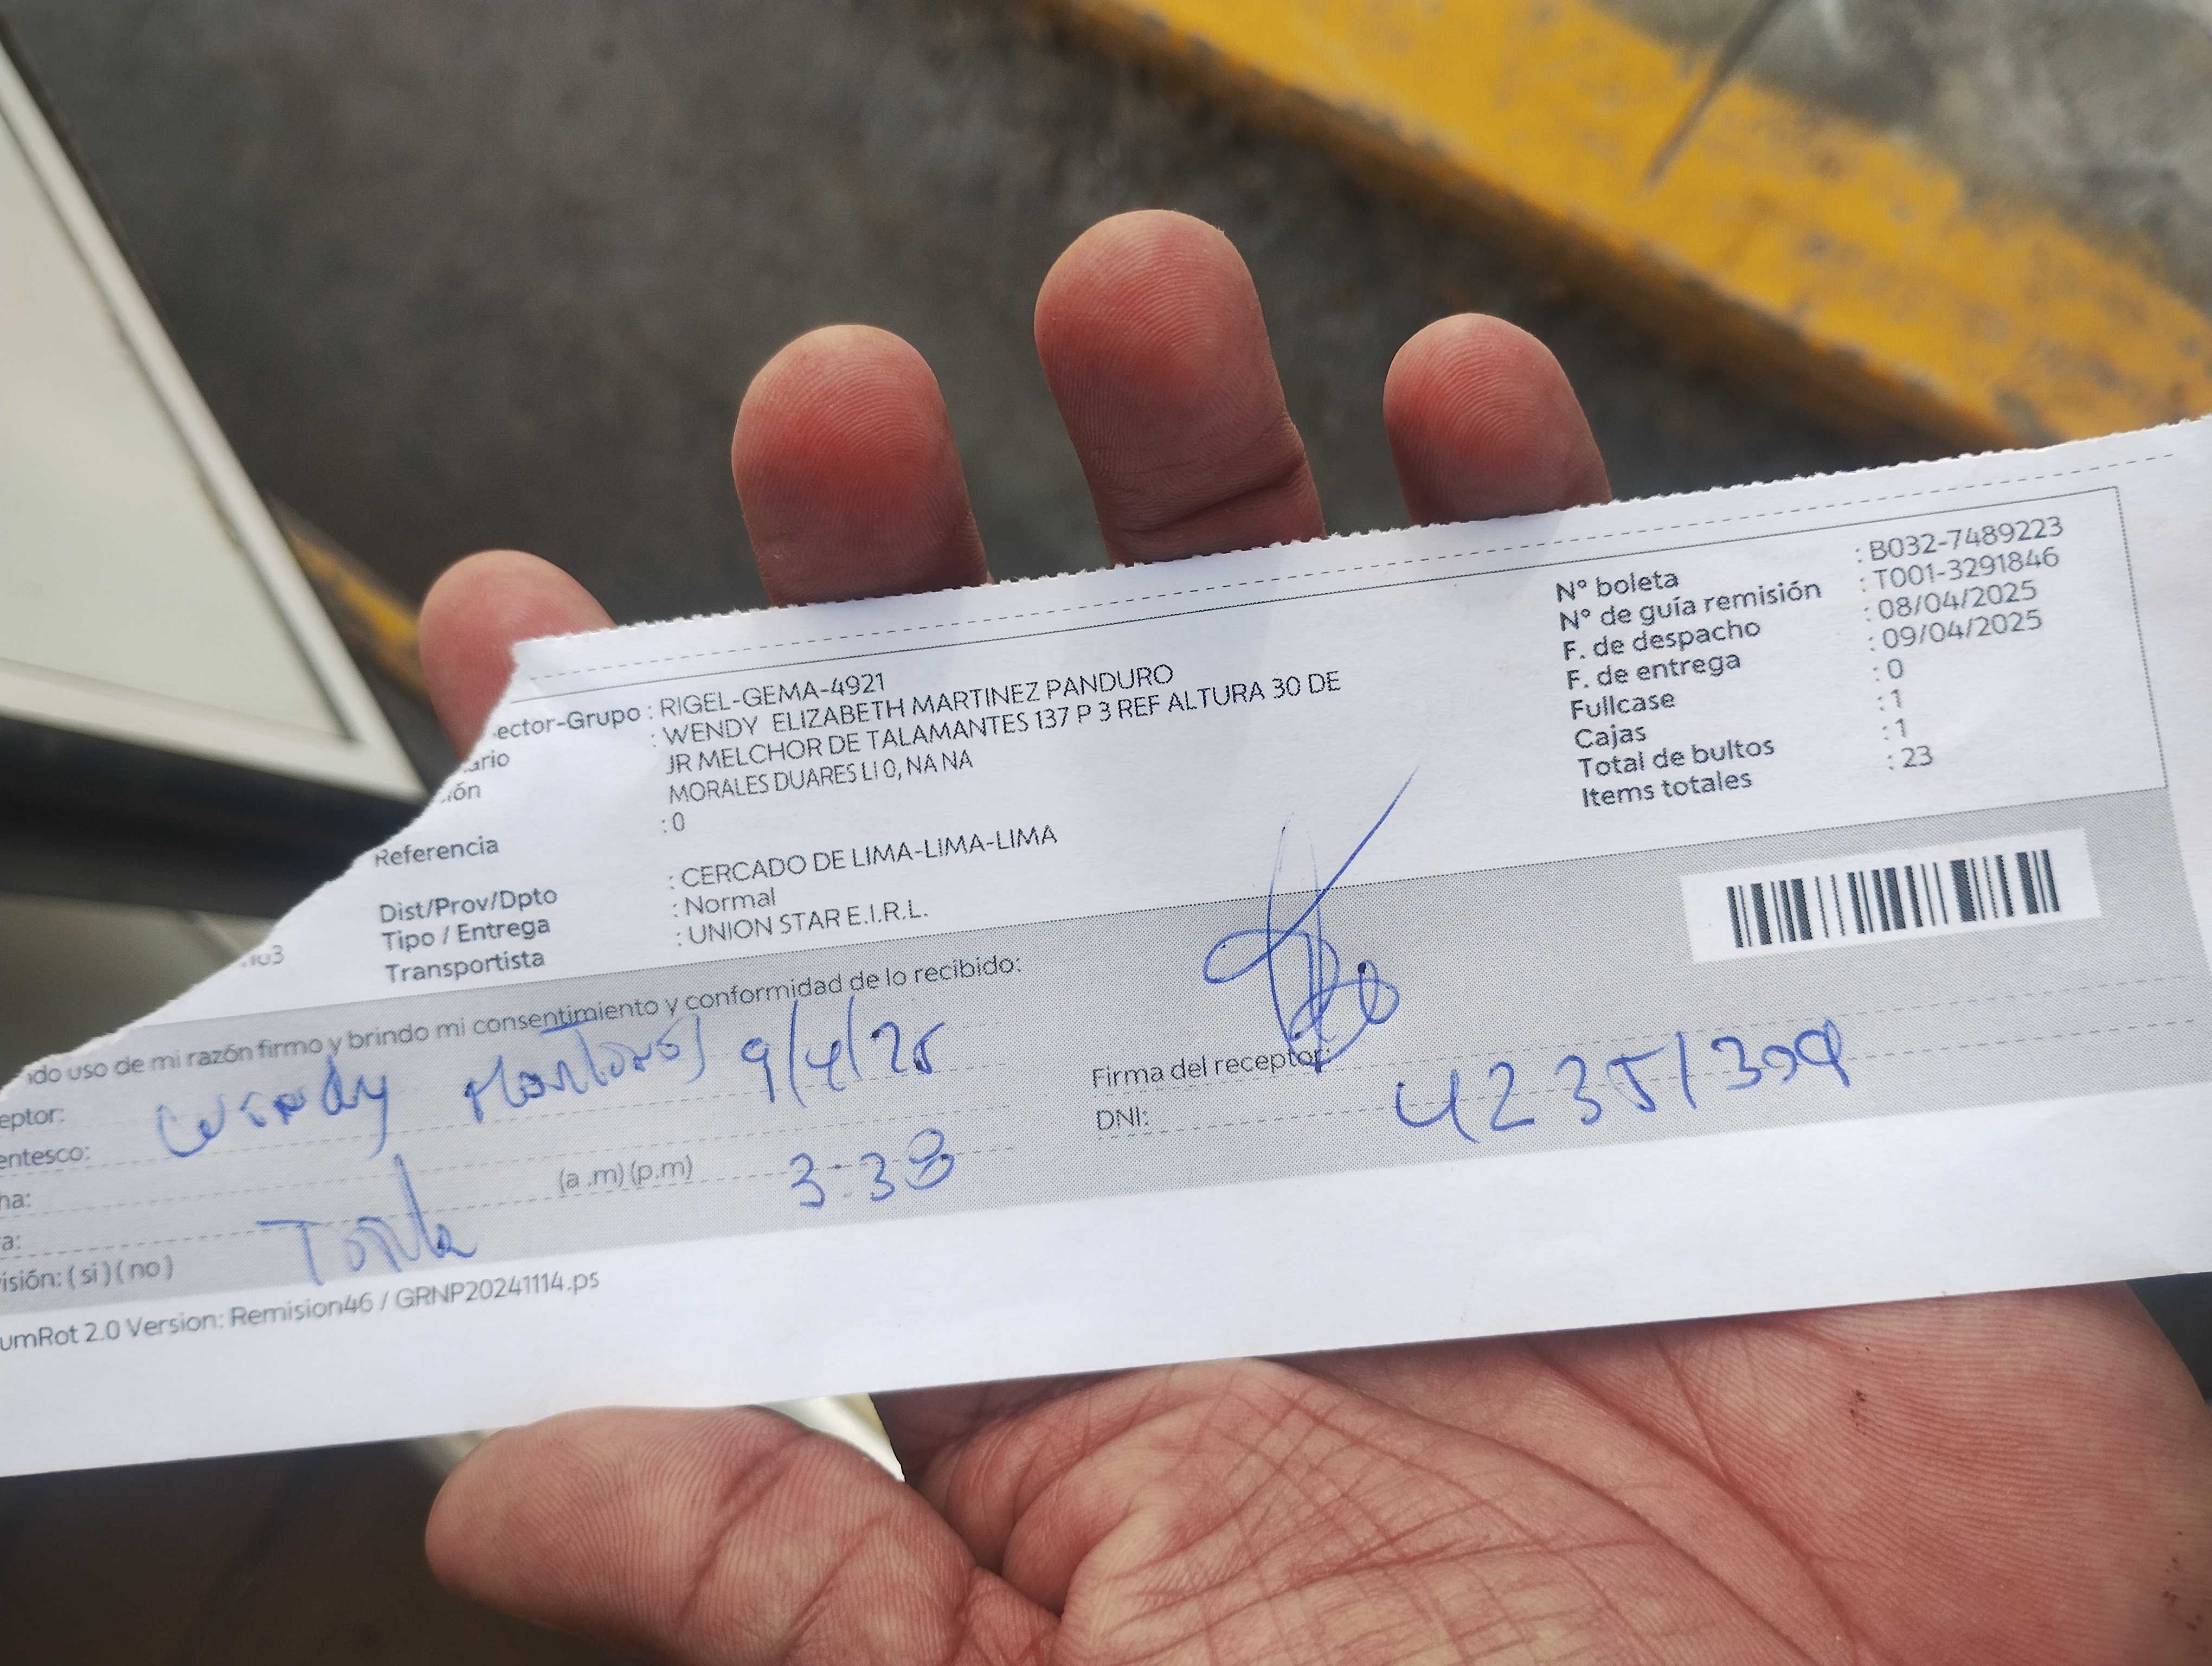 ector-Grupo : RIGEL-GEMA-4921
ario : WENDY ELIZABETH MARTINEZ PANDURO
ión JR MELCHOR DE TALAMANTES 137 P 3 REF ALTURA 30 DE
MORALES DUARES LI 0, NA NA
Referencia : 0
Dist/Prov/Dpto : CERCADO DE LIMA-LIMA-LIMA
Tipo / Entrega : Normal
Transportista : UNION STAR E.I.R.L.
N° boleta : B032-7489223
N° de guía remisión : T001-3291846
F. de despacho : 08/04/2025
F. de entrega : 09/04/2025
Fullcase : 0
Cajas : 1
Total de bultos : 1
Items totales : 23
ndo uso de mi razón firmo y brindo mi consentimiento y conformidad de lo recibido:
eptor: Wendy 9/4/25
entesco:
ha:
a: (a .m) (p.m) 3:38
isión: ( si ) ( no )
Firma del receptor:
DNI: 42351309
umRot 2.0 Version: Remision46 / GRNP20241114.ps